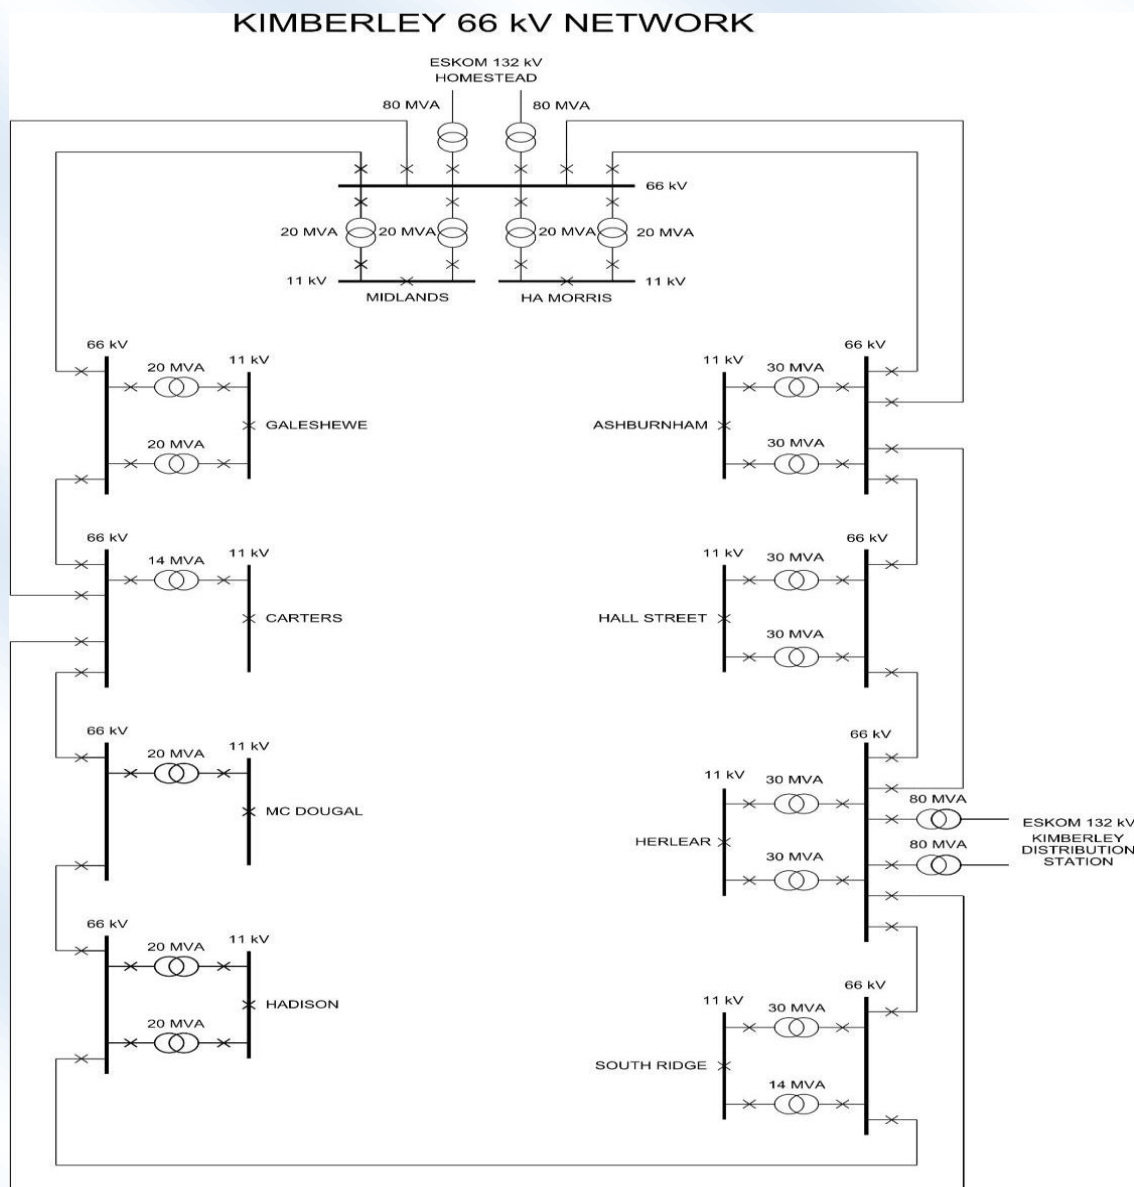 KIMBERLEY 66 kV NETWORK
ESKOM 132 kV
HOMESTEAD
80 MVA
80 MVA
66 kV
20 MVA
20 MVA
20 MVA
20 MVA
11 kV
MIDLANDS
HA MORRIS
11 kV
66 kV
20 MVA
11 kV
GALESHEWE
20 MVA
66 kV
14 MVA
11 kV
CARTERS
66 kV
20 MVA
11 kV
MC DOUGAL
66 kV
20 MVA
11 kV
HADISON
20 MVA
11 kV
30 MVA
66 kV
ASHBURNHAM
30 MVA
11 kV
30 MVA
66 kV
HALL STREET
30 MVA
66 kV
11 kV
30 MVA
80 MVA
ESKOM 132 kV
KIMBERLEY
DISTRIBUTION
STATION
HERLEAR
80 MVA
30 MVA
66 kV
11 kV
30 MVA
SOUTH RIDGE
14 MVA